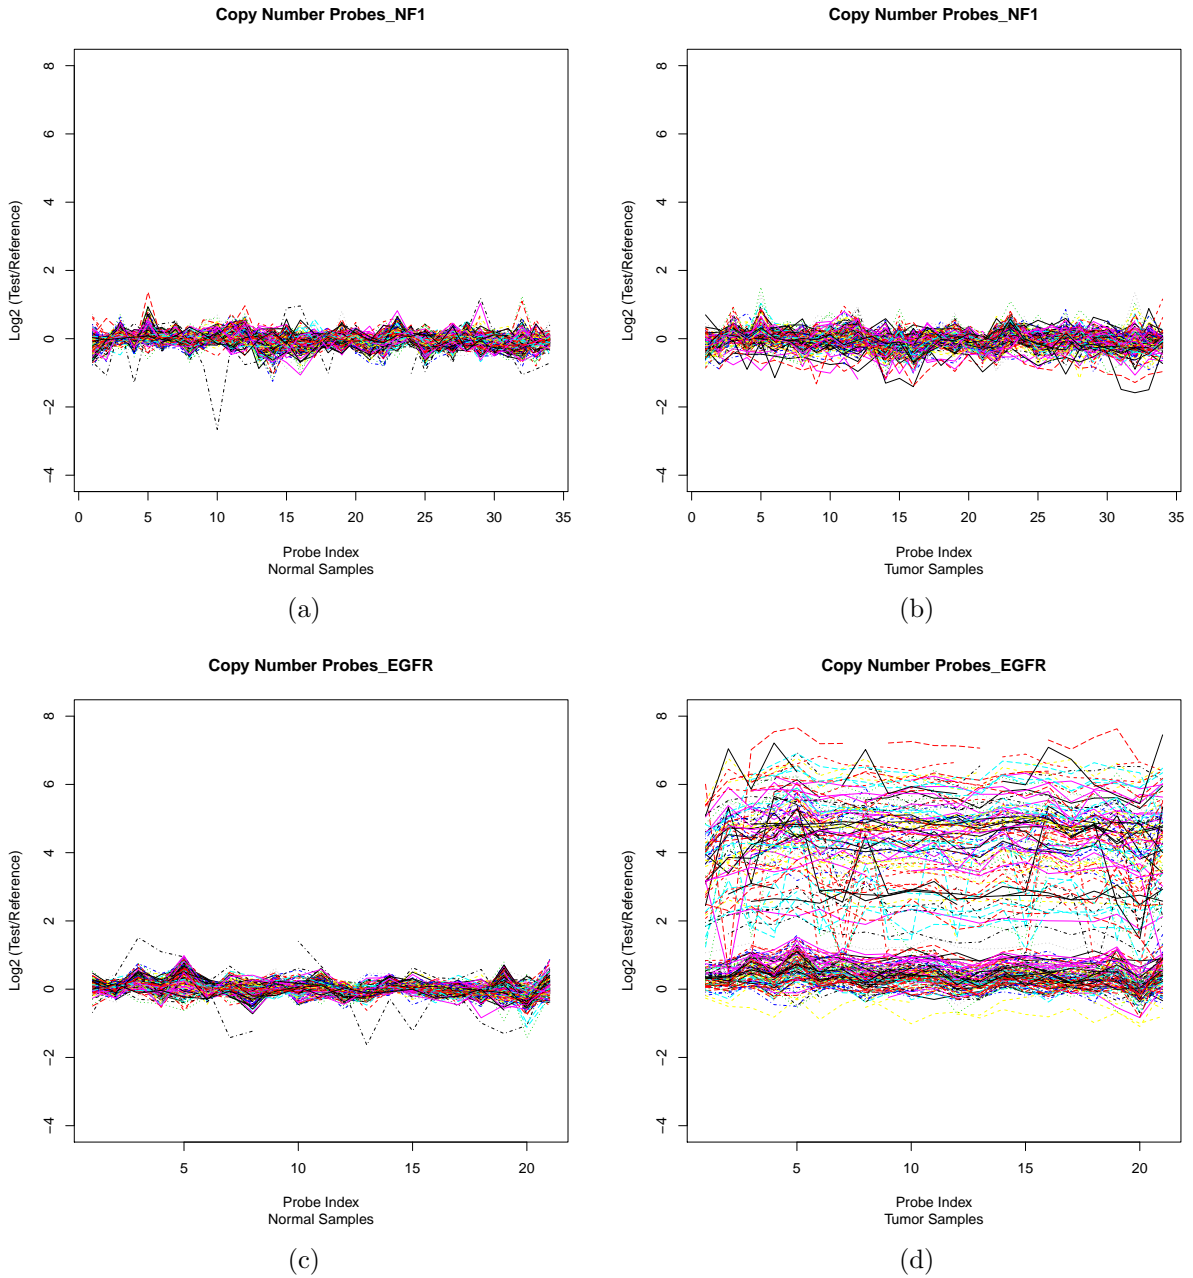 Copy Number Probes_NF1
Log2 (Test/Reference)
8
6
4
2
0
−2
−4
0 5 10 15 20 25 30 35
Probe Index
Normal Samples
(a)
Copy Number Probes_NF1
Log2 (Test/Reference)
8
6
4
2
0
−2
−4
0 5 10 15 20 25 30 35
Probe Index
Tumor Samples
(b)
Copy Number Probes_EGFR
Log2 (Test/Reference)
8
6
4
2
0
−2
−4
5 10 15 20
Probe Index
Normal Samples
(c)
Copy Number Probes_EGFR
Log2 (Test/Reference)
8
6
4
2
0
−2
−4
5 10 15 20
Probe Index
Tumor Samples
(d)